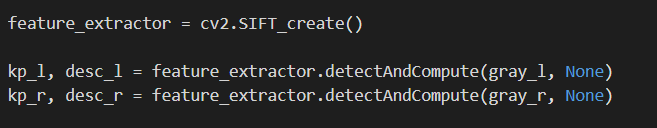 feature_extractor = cv2.SIFT_create()
kp_l, desc_l = feature_extractor.detectAndCompute(gray_l, None)
kp_r, desc_r = feature_extractor.detectAndCompute(gray_r, None)